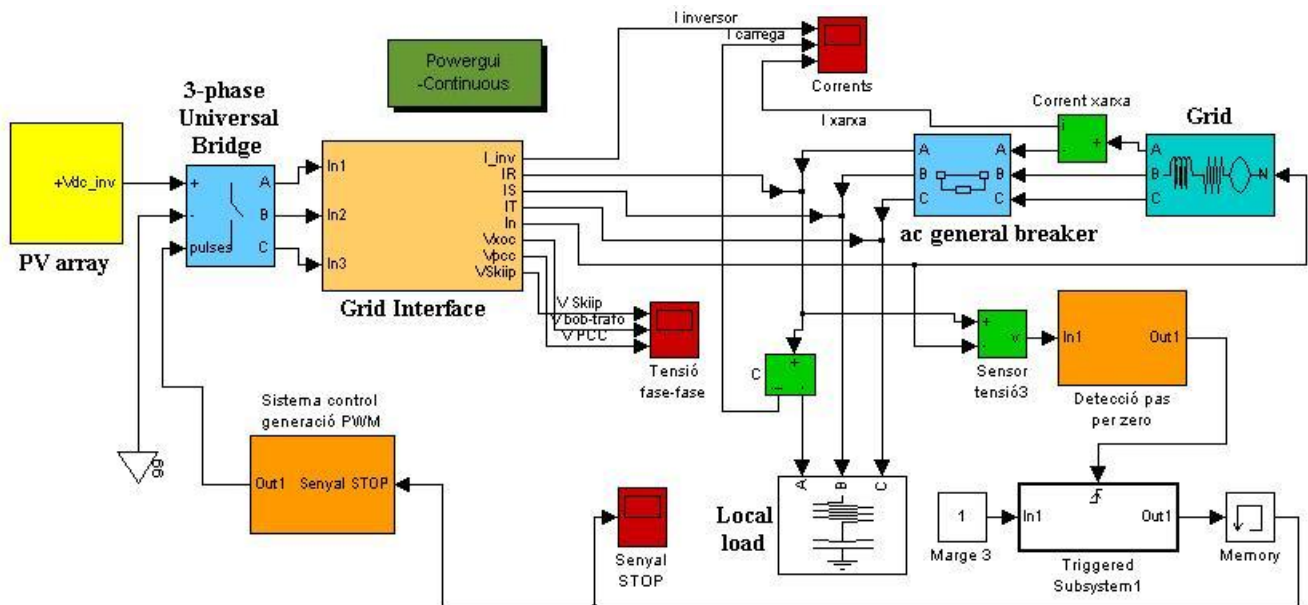 I inversor
I carrega
Powergui
-Continuous
Corrents
I xarxa
Corrent xarxa
i
+
-
Grid
A
B
C
N
A
B
C
A
B
C
ac general breaker
3-phase
Universal
Bridge
+Vdc_inv
PV array
+
-
pulses
A
B
C
In1
In2
In3
I_inv
IR
IS
IT
In
Vxoc
Vpcc
VSkiip
Grid Interface
V Skiip
V bob-trafo
V PCC
Tensió
fase-fase
C
+
-
+
-
v
Sensor
tensió3
In1
Out1
Detecció pas
per zero
Sistema control
generació PWM
Out1
Senyal STOP
gg
Senyal
STOP
Local
load
A
B
C
1
Marge 3
In1
Out1
Triggered
Subsystem1
Memory